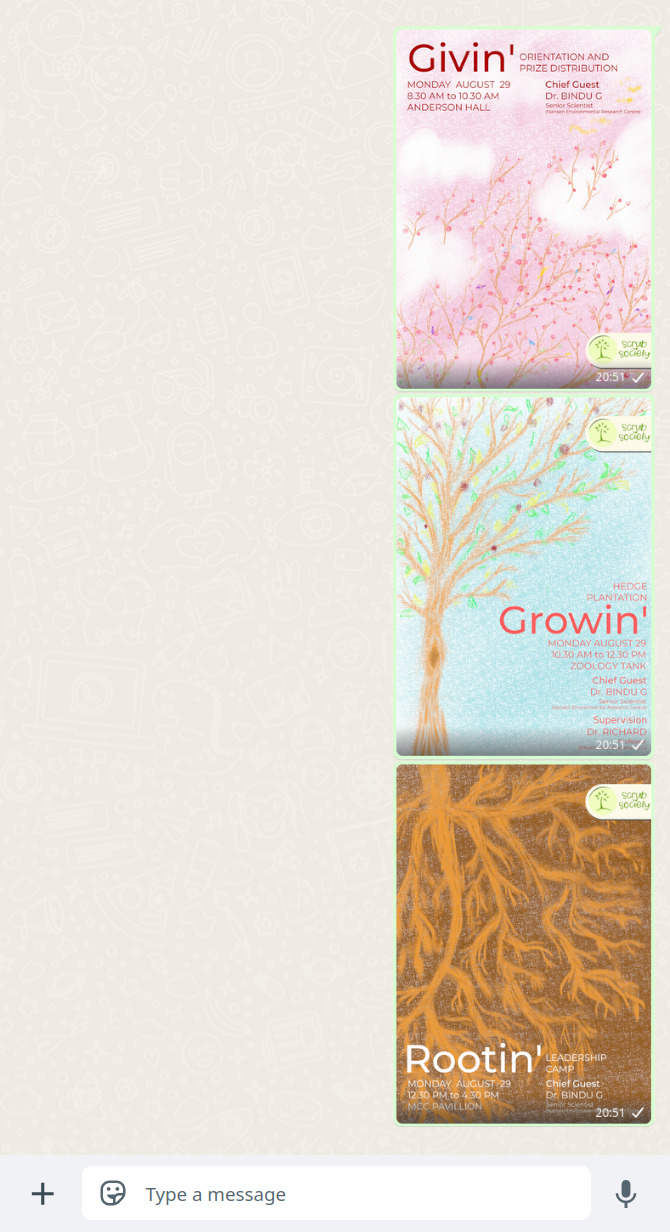 Givin'
ORIENTATION AND
PRIZE DISTRIBUTION
MONDAY AUGUST 29
8.30 AM to 10.30 AM
ANDERSON HALL
Chief Guest
Dr. BINDU G
Senior Scientist
scrub
society
20:51
scrub
society
HEDGE
PLANTATION
Growin'
MONDAY AUGUST 29
10.30 AM to 12.30 PM
ZOOLOGY TANK
Chief Guest
Dr. BINDU G
Senior Scientist
Supervision
Dr. RICHARD
20:51
scrub
society
Rootin'
LEADERSHIP
CAMP
MONDAY AUGUST 29
12.30 PM to 4.30 PM
MCC PAVILLION
Chief Guest
Dr. BINDU G
Senior Scientist
20:51
Type a message